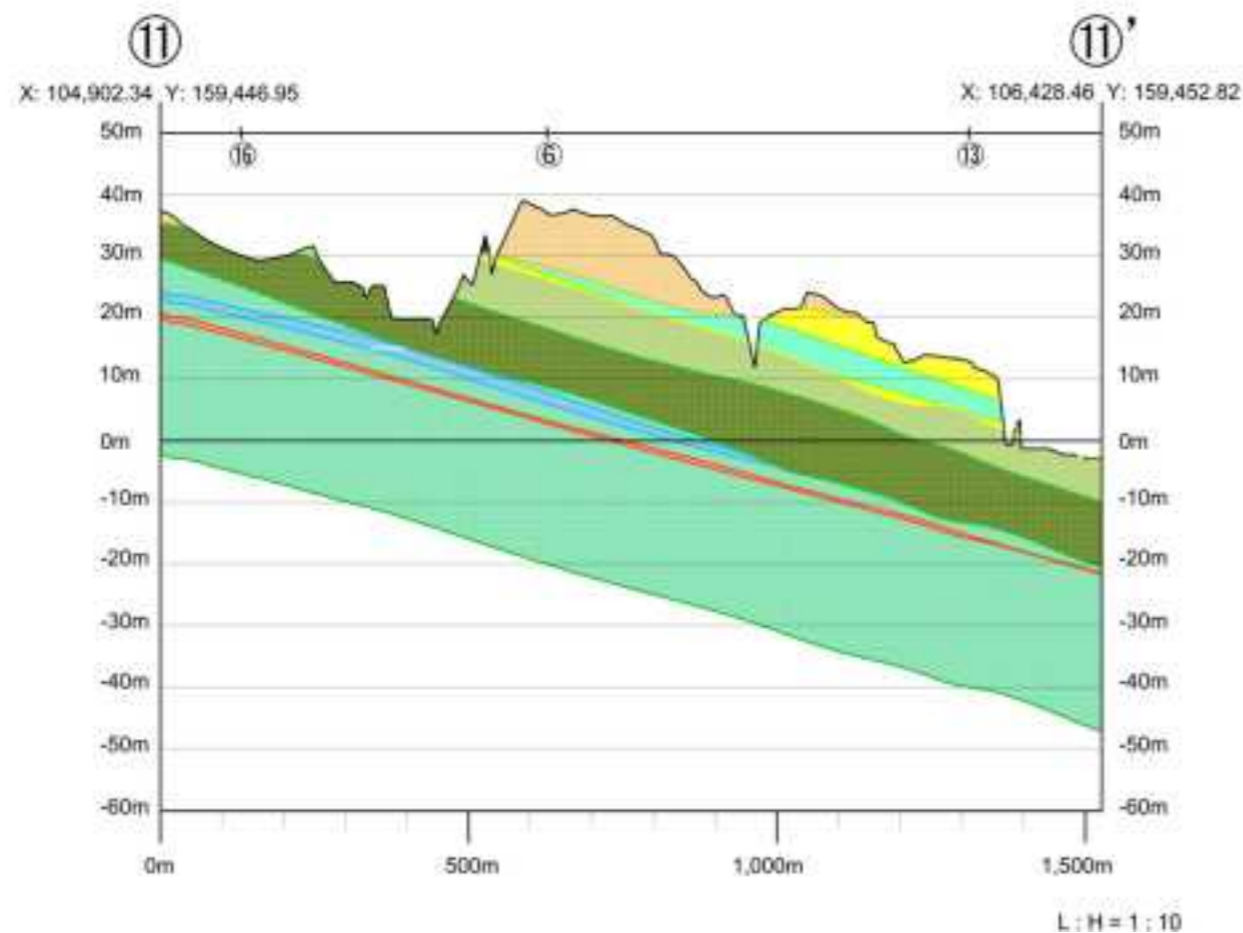 ⑪ ⑪’
X: 104,902.34 Y: 159,446.95 X: 106,428.46 Y: 159,452.82
50m 50m
⑯ ⑥ ⑬
40m 40m
30m 30m
20m 20m
10m 10m
0m 0m
-10m -10m
-20m -20m
-30m -30m
-40m -40m
-50m -50m
-60m -60m
0m 500m 1,000m 1,500m
L : H = 1 : 10